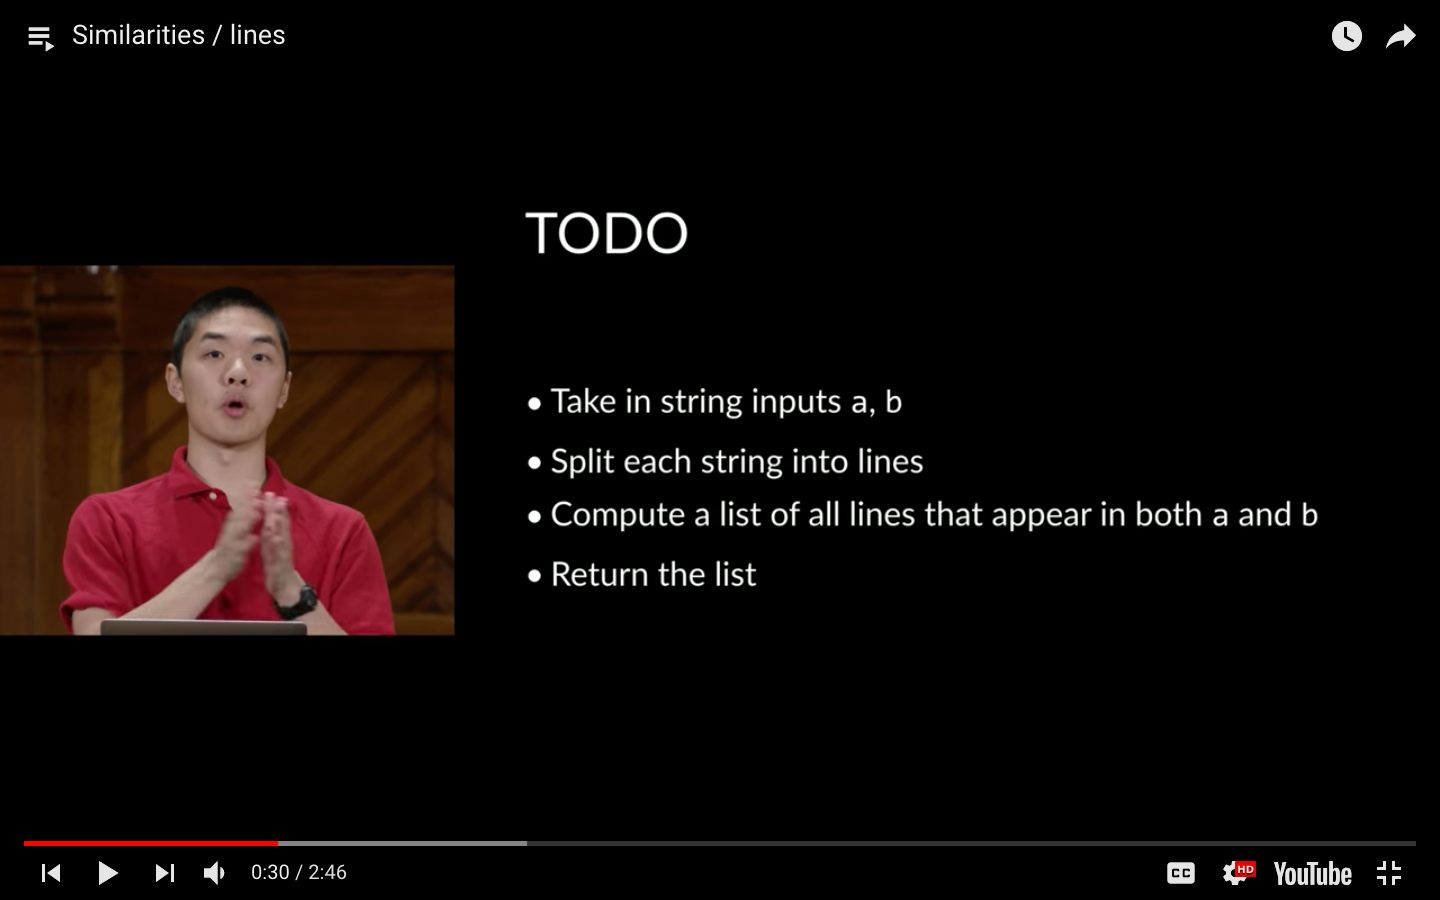 Similarities / lines
TODO
• Take in string inputs a, b
• Split each string into lines
• Compute a list of all lines that appear in both a and b
• Return the list
0:30 / 2:46
CC
HD
YouTube